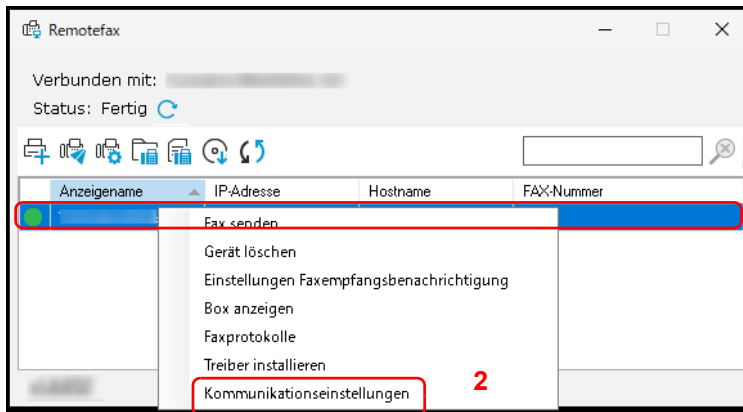 Remotefax
Verbunden mit:
Status: Fertig
Anzeigename IP-Adresse Hostname FAX-Nummer
Fax senden
Gerät löschen
Einstellungen Faxempfangsbenachrichtigung
Box anzeigen
Faxprotokolle
Treiber installieren
Kommunikationseinstellungen 2